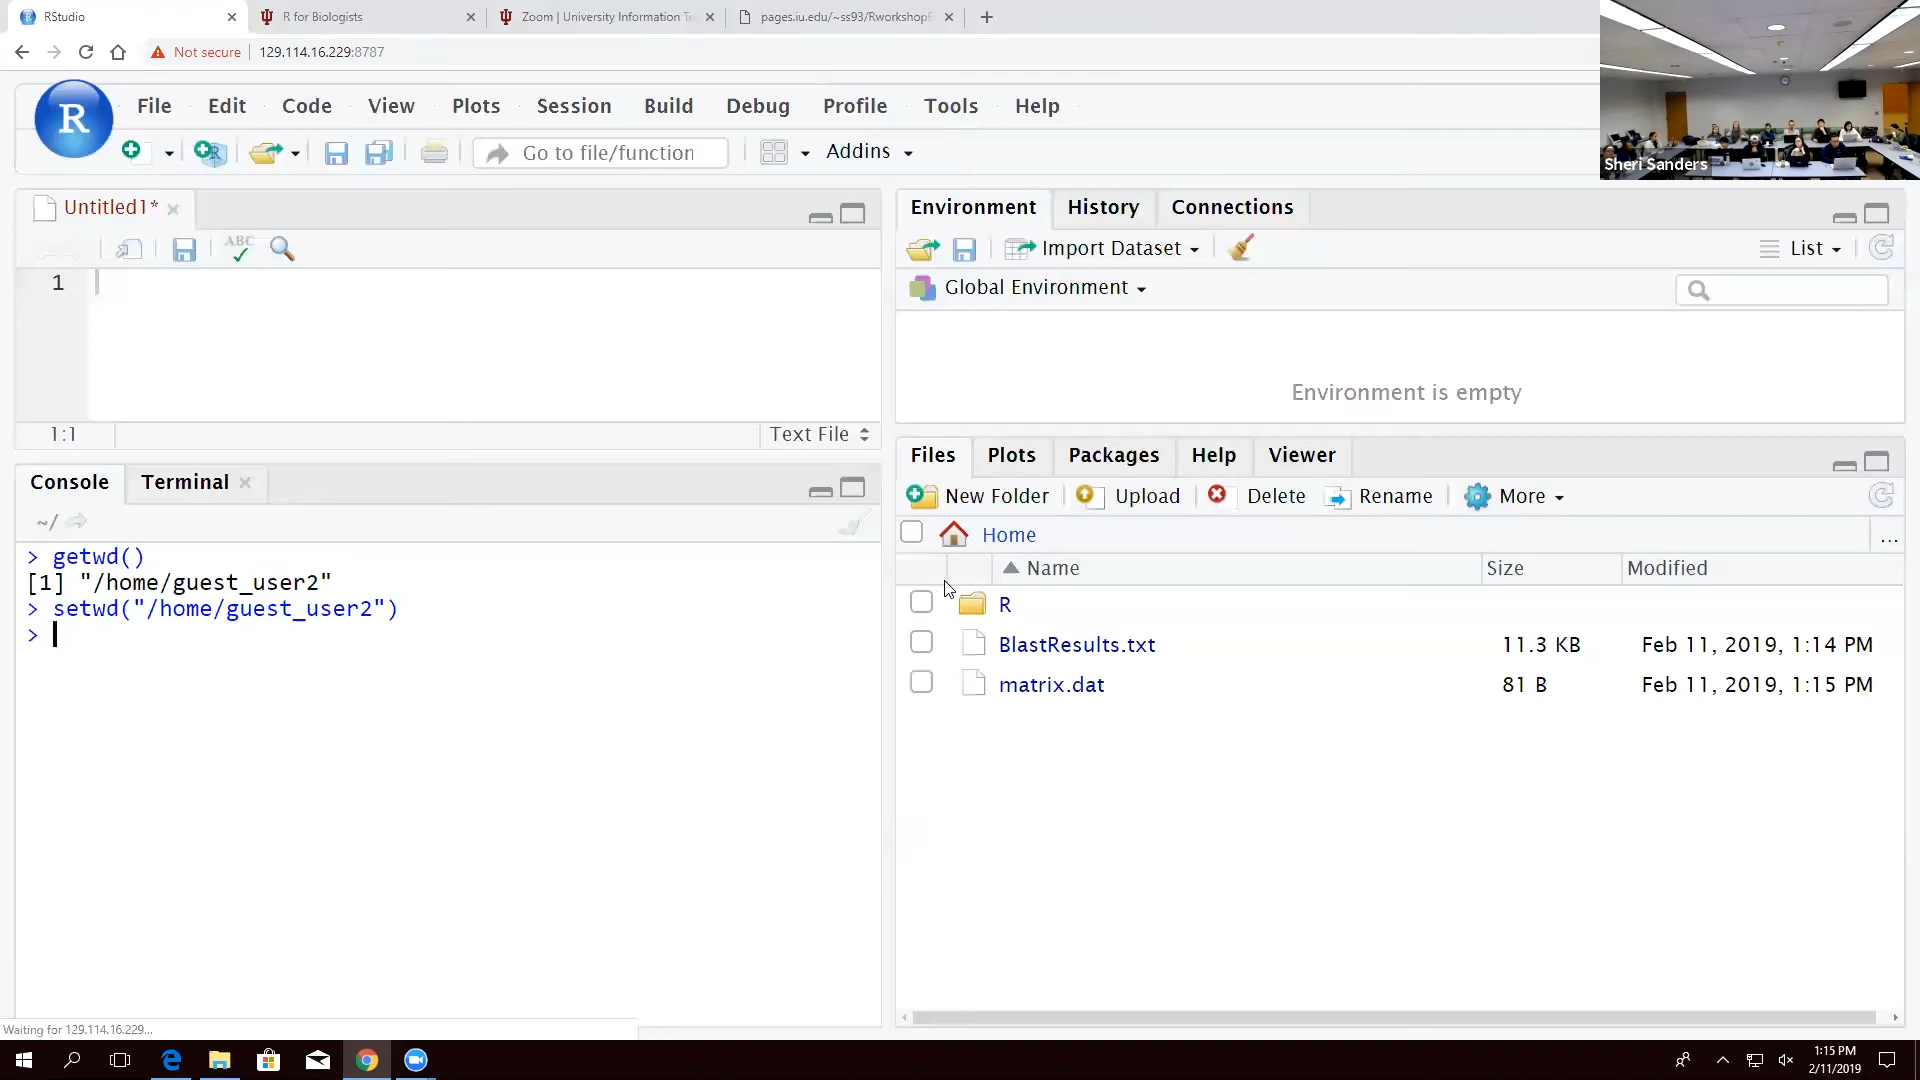 RStudio
R for Biologists
Zoom | University Information Te
pages.iu.edu/~ss93/RworkshopF
Not secure
129.114.16.229:8787
Sheri Sanders
R
File Edit Code View Plots Session Build Debug Profile Tools Help
Go to file/function
Addins
Untitled1*
ABC
1
1:1
Text File
Console
Terminal
~/
> getwd()
[1] "/home/guest_user2"
> setwd("/home/guest_user2")
>
Environment
History
Connections
Import Dataset
List
Global Environment
Environment is empty
Files
Plots
Packages
Help
Viewer
New Folder
Upload
Delete
Rename
More
Home
...
Name Size Modified
R
BlastResults.txt 11.3 KB Feb 11, 2019, 1:14 PM
matrix.dat 81 B Feb 11, 2019, 1:15 PM
Waiting for 129.114.16.229...
1:15 PM
2/11/2019